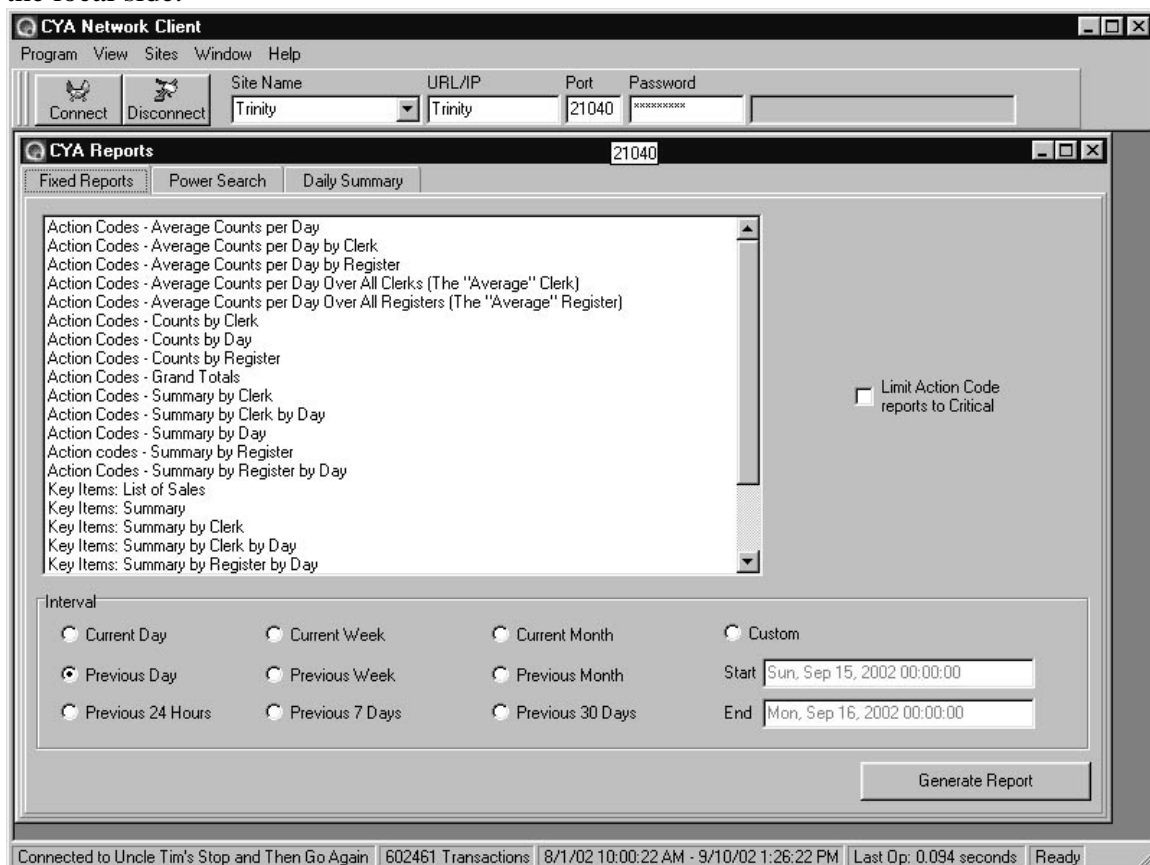 the local side.
CYA Network Client
Program View Sites Window Help
Connect Disconnect
Site Name URL/IP Port Password
Trinity Trinity 21040 *********
CYA Reports
21040
Fixed Reports Power Search Daily Summary
Action Codes - Average Counts per Day
Action Codes - Average Counts per Day by Clerk
Action Codes - Average Counts per Day by Register
Action Codes - Average Counts per Day Over All Clerks (The "Average" Clerk)
Action Codes - Average Counts per Day Over All Registers (The "Average" Register)
Action Codes - Counts by Clerk
Action Codes - Counts by Day
Action Codes - Counts by Register
Action Codes - Grand Totals
Action Codes - Summary by Clerk
Action Codes - Summary by Clerk by Day
Action Codes - Summary by Day
Action codes - Summary by Register
Action Codes - Summary by Register by Day
Key Items: List of Sales
Key Items: Summary
Key Items: Summary by Clerk
Key Items: Summary by Clerk by Day
Key Items: Summary by Register by Day
Limit Action Code
reports to Critical
Interval
Current Day Current Week Current Month Custom
Previous Day Previous Week Previous Month Start Sun, Sep 15, 2002 00:00:00
Previous 24 Hours Previous 7 Days Previous 30 Days End Mon, Sep 16, 2002 00:00:00
Generate Report
Connected to Uncle Tim's Stop and Then Go Again 602461 Transactions 8/1/02 10:00:22 AM - 9/10/02 1:26:22 PM Last Op: 0.094 seconds Ready